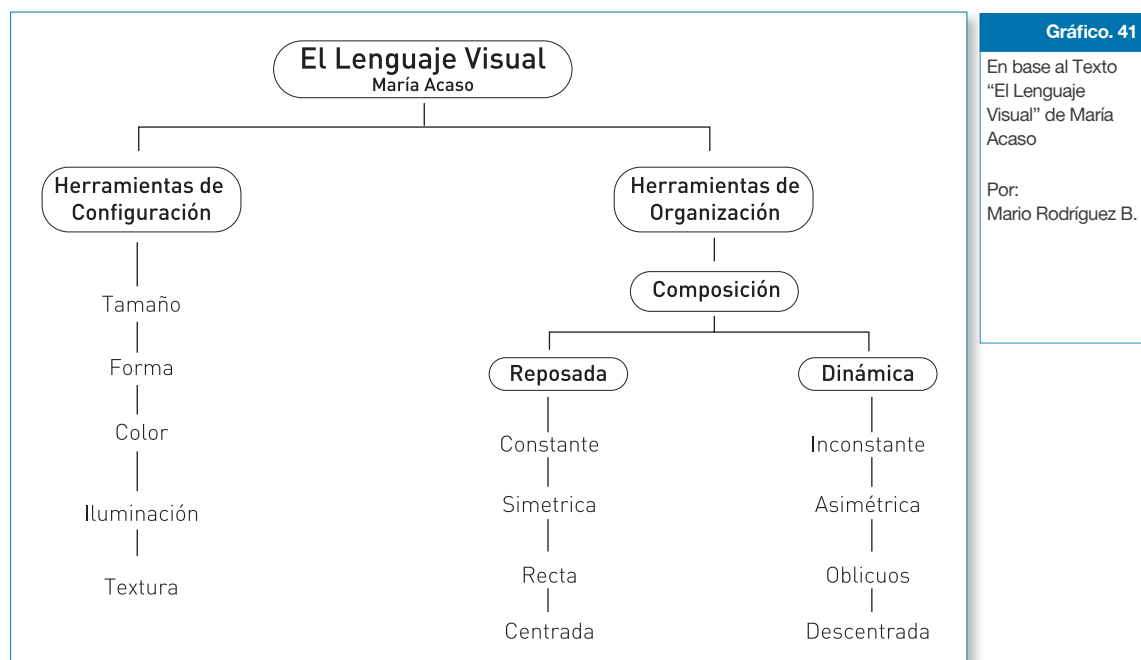 El Lenguaje Visual
María Acaso
Herramientas de
Configuración
Tamaño
Forma
Color
Iluminación
Textura
Herramientas de
Organización
Composición
Reposada
Constante
Simetrica
Recta
Centrada
Dinámica
Inconstante
Asimétrica
Oblicuos
Descentrada
Gráfico. 41
En base al Texto
“El Lenguaje
Visual” de María
Acaso
Por:
Mario Rodríguez B.